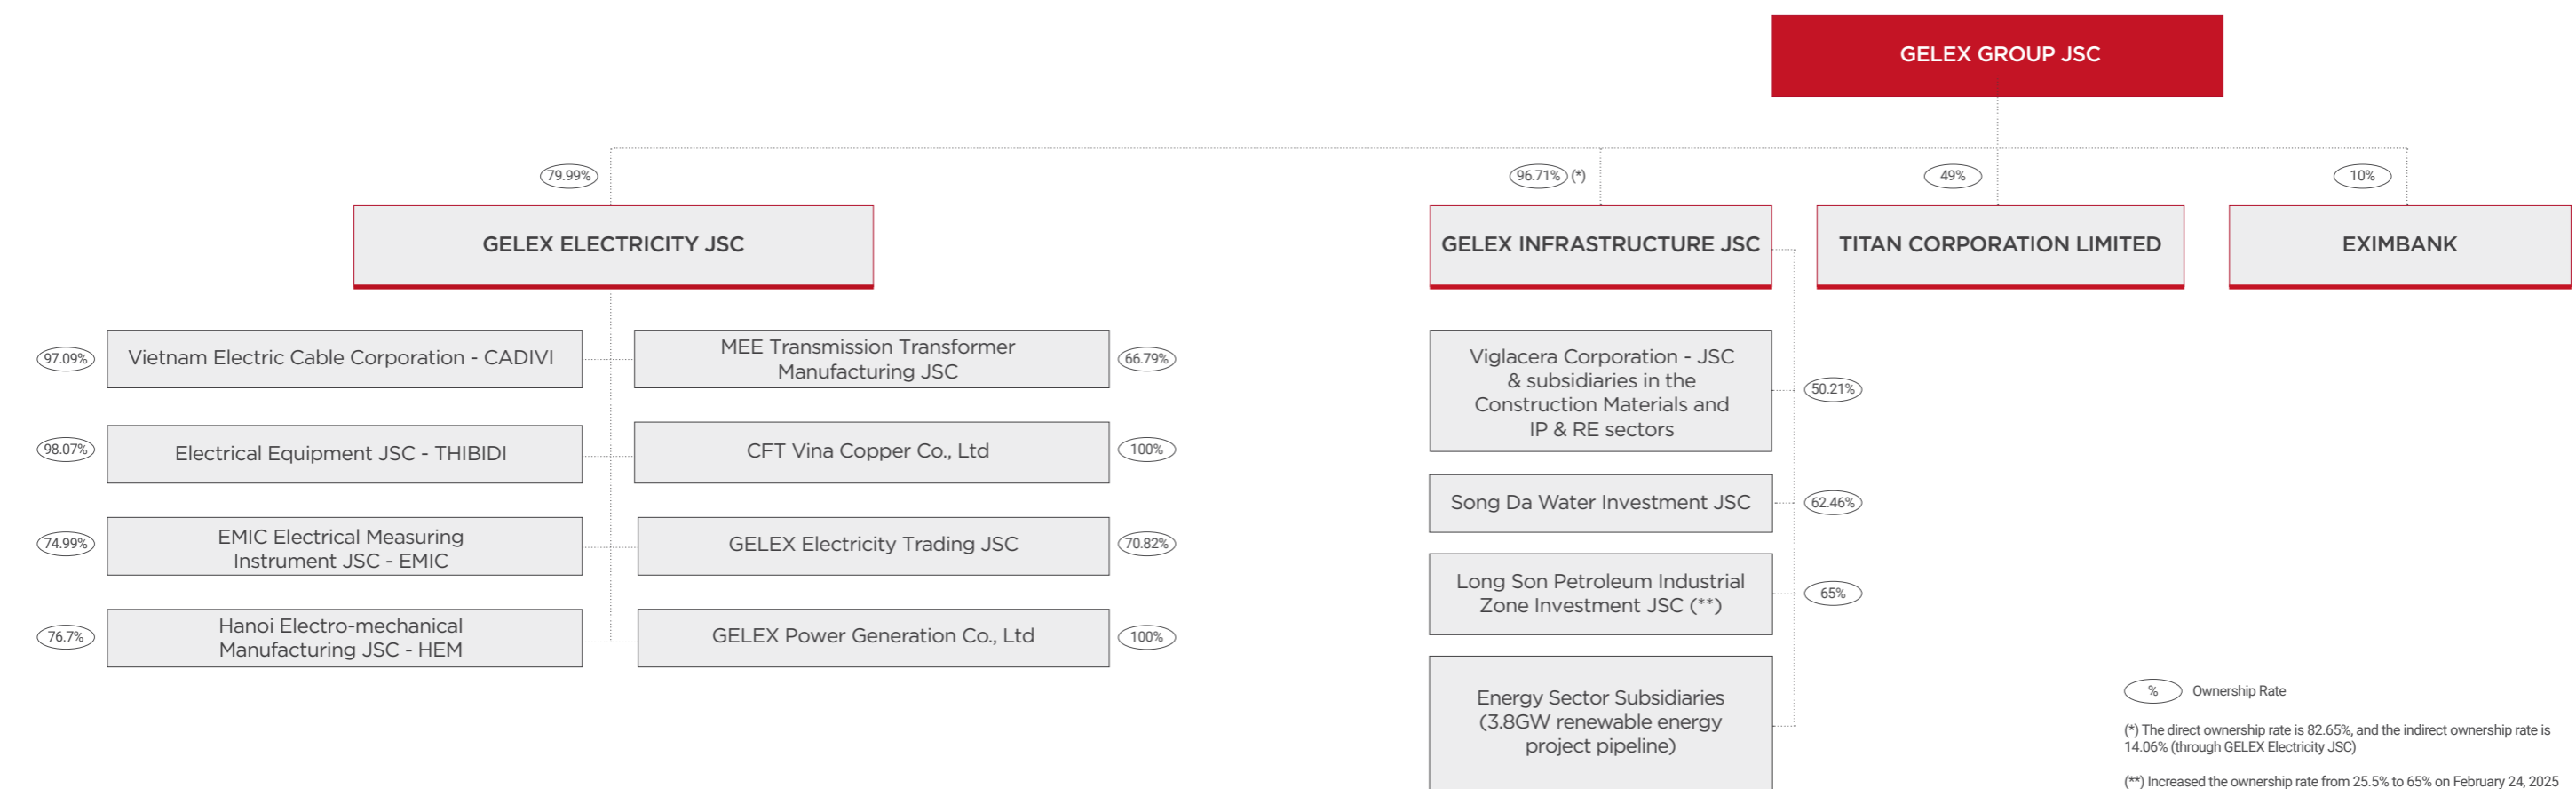 GELEX GROUP JSC
79.99%
96.71% (*)
49%
10%
GELEX ELECTRICITY JSC
GELEX INFRASTRUCTURE JSC
TITAN CORPORATION LIMITED
EXIMBANK
97.09%
Vietnam Electric Cable Corporation - CADIVI
MEE Transmission Transformer
Manufacturing JSC
66.79%
98.07%
Electrical Equipment JSC - THIBIDI
CFT Vina Copper Co., Ltd
100%
74.99%
EMIC Electrical Measuring
Instrument JSC - EMIC
GELEX Electricity Trading JSC
70.82%
76.7%
Hanoi Electro-mechanical
Manufacturing JSC - HEM
GELEX Power Generation Co., Ltd
100%
Viglacera Corporation - JSC
& subsidiaries in the
Construction Materials and
IP & RE sectors
50.21%
Song Da Water Investment JSC
62.46%
Long Son Petroleum Industrial
Zone Investment JSC (**)
65%
Energy Sector Subsidiaries
(3.8GW renewable energy
project pipeline)
% Ownership Rate
(*) The direct ownership rate is 82.65%, and the indirect ownership rate is
14.06% (through GELEX Electricity JSC)
(**) Increased the ownership rate from 25.5% to 65% on February 24, 2025